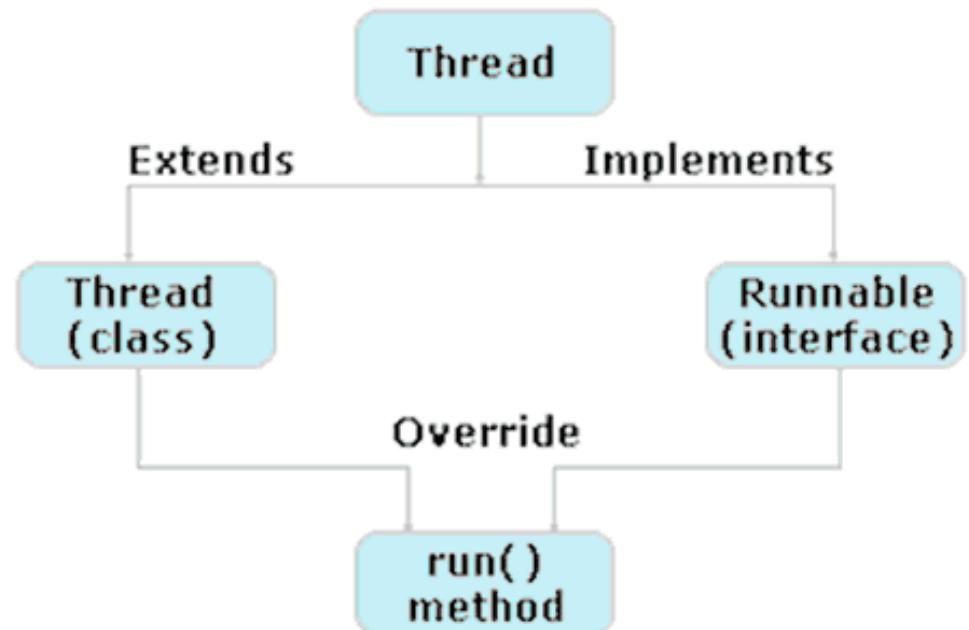 Thread
Extends
Implements
Thread
(class)
Runnable
(interface)
Override
run()
method